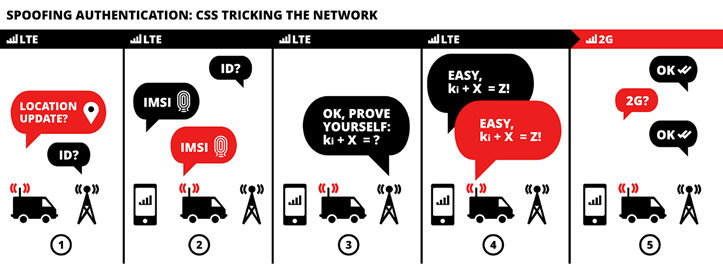 SPOOFING AUTHENTICATION: CSS TRICKING THE NETWORK
LTE
LOCATION
UPDATE?
ID?
1
LTE
ID?
IMSI
IMSI
2
LTE
OK, PROVE
YOURSELF:
ki + X = ?
3
LTE
EASY,
ki + X = Z!
EASY,
ki + X = Z!
4
2G
OK
2G?
OK
5